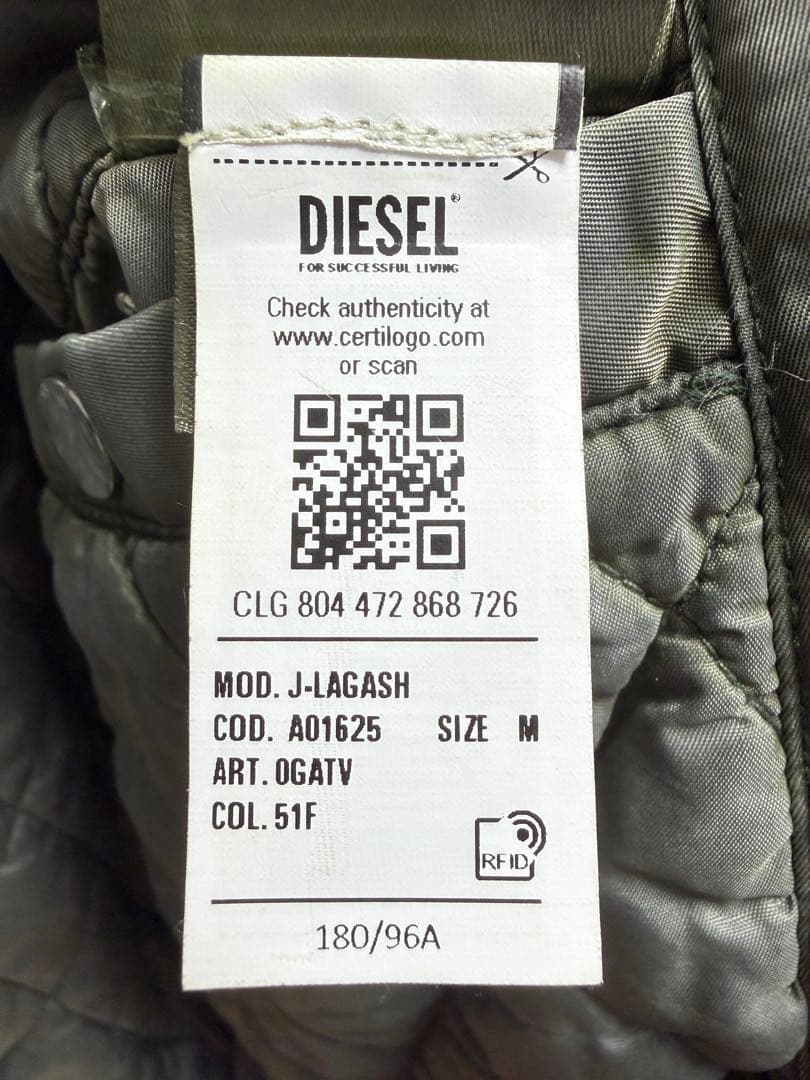 DIESEL®
FOR SUCCESSFUL LIVING
Check authenticity at
www.certilogo.com
or scan
CLG 804 472 868 726
MOD. J-LAGASH
COD. A01625 SIZE M
ART. 0GATV
COL. 51F
RFID
180/96A